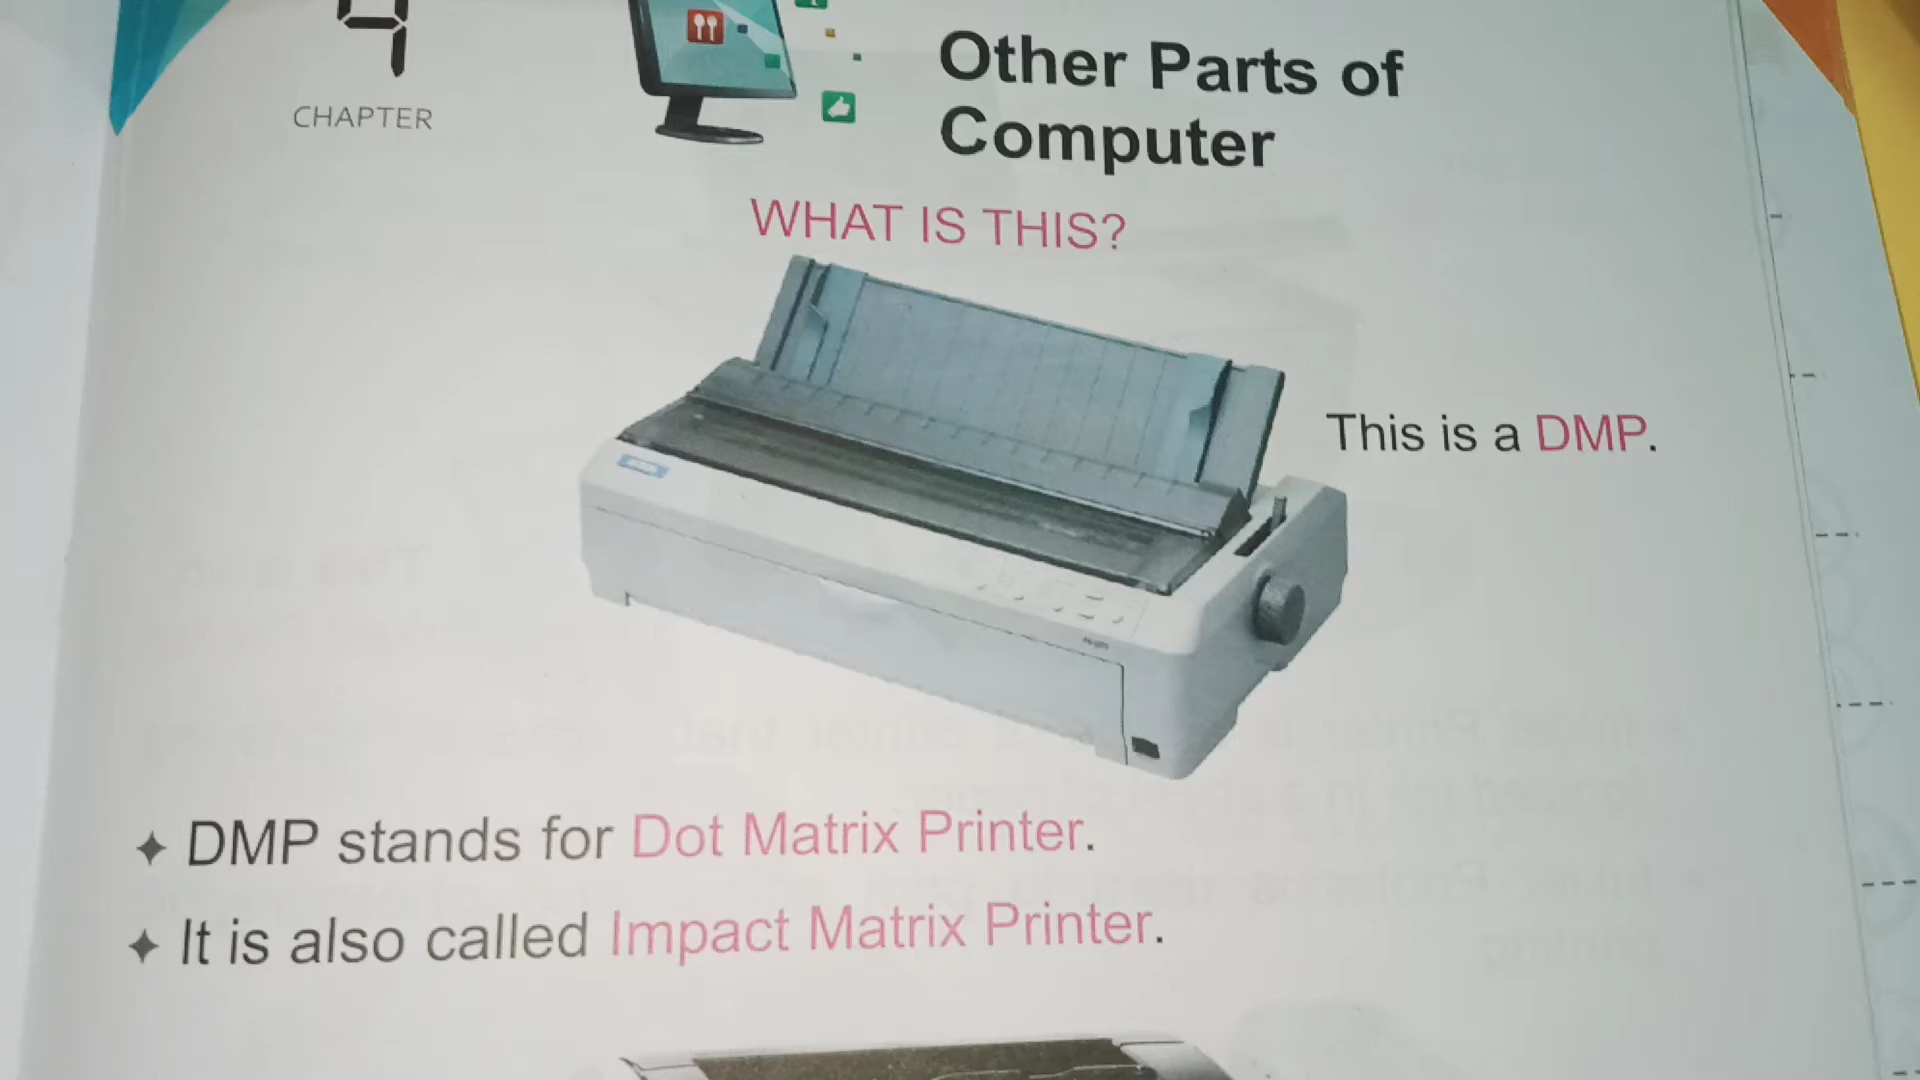 CHAPTER
Other Parts of
Computer
WHAT IS THIS?
This is a DMP.
✦ DMP stands for Dot Matrix Printer.
✦ It is also called Impact Matrix Printer.